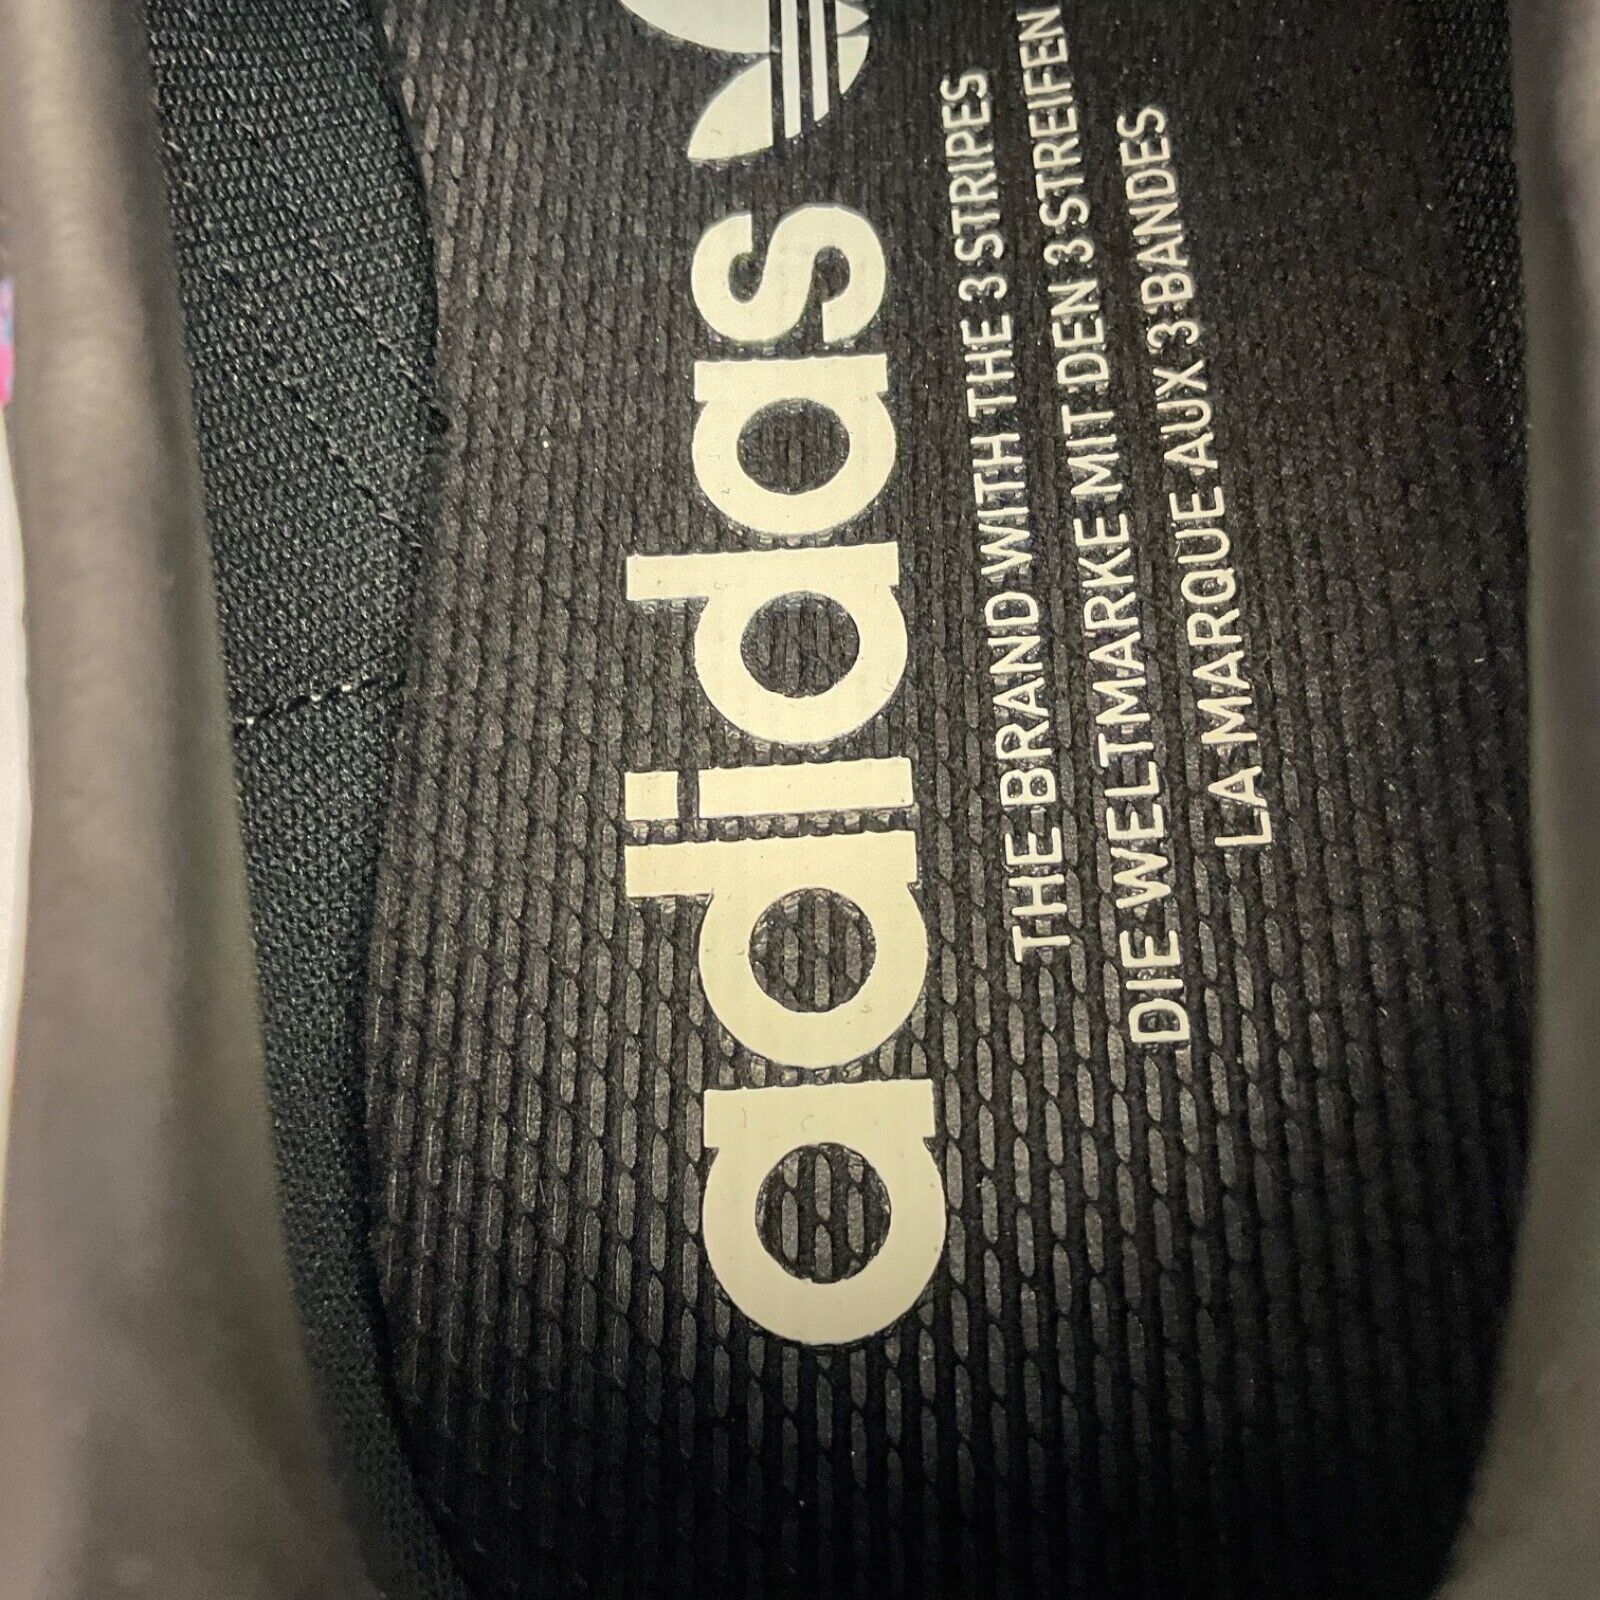 adidas
THE BRAND WITH THE 3 STRIPES
DIE WELTMARKE MIT DEN 3 STREIFEN
LA MARQUE AUX 3 BANDES